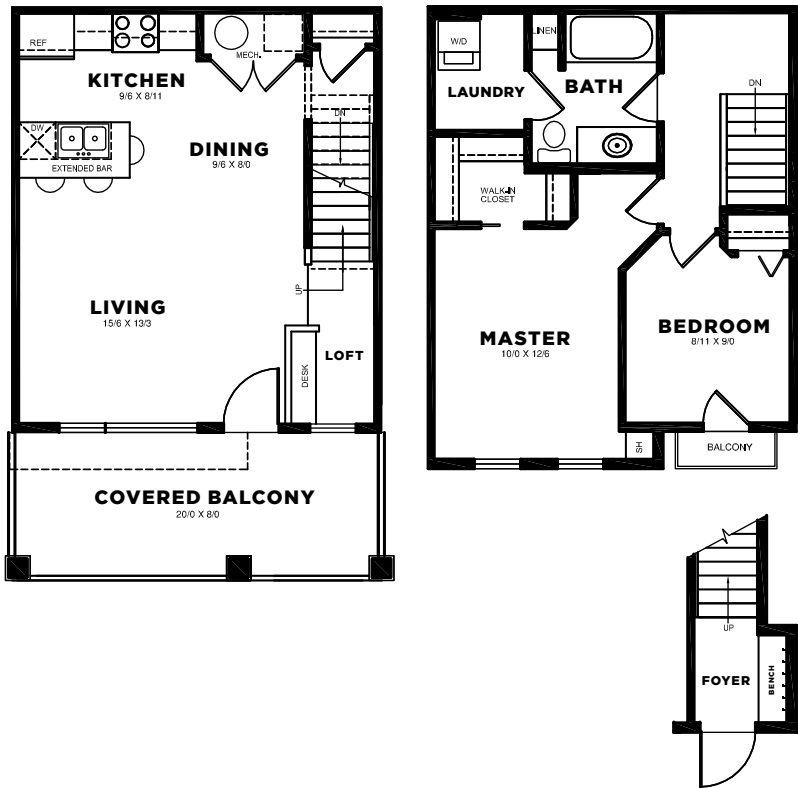 REF
MECH.
KITCHEN
9/6 X 8/11
DW
EXTENDED BAR
DINING
9/6 X 8/0
DN
UP
LIVING
15/6 X 13/3
LOFT
DESK
COVERED BALCONY
20/0 X 8/0
W/D
LINEN
LAUNDRY
BATH
DN
WALK-IN
CLOSET
MASTER
10/0 X 12/6
BEDROOM
8/11 X 9/0
SH
BALCONY
UP
FOYER
BENCH